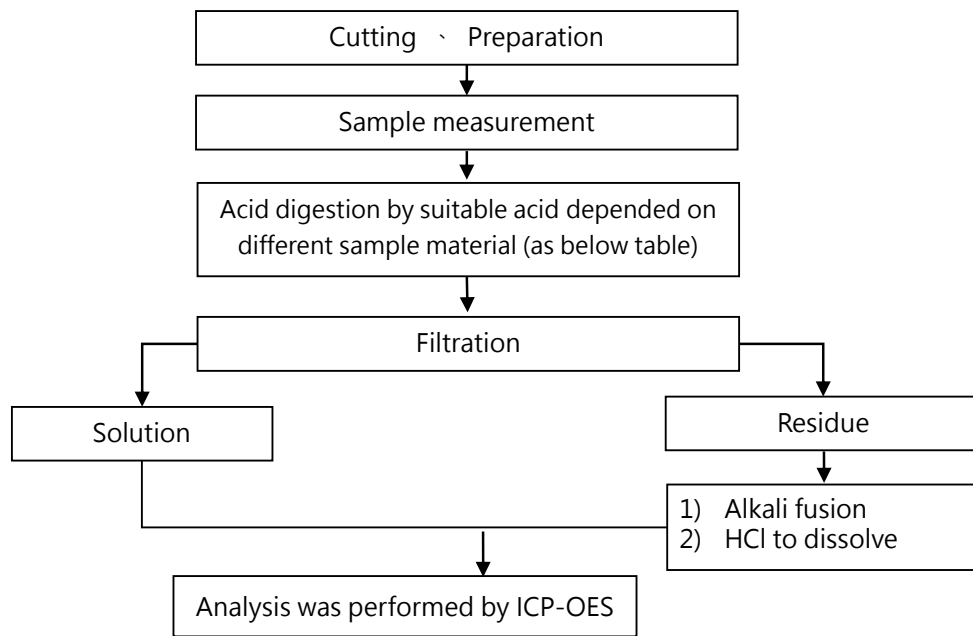 Cutting 、 Preparation
Sample measurement
Acid digestion by suitable acid depended on
different sample material (as below table)
Filtration
Solution
Residue
1) Alkali fusion
2) HCl to dissolve
Analysis was performed by ICP-OES